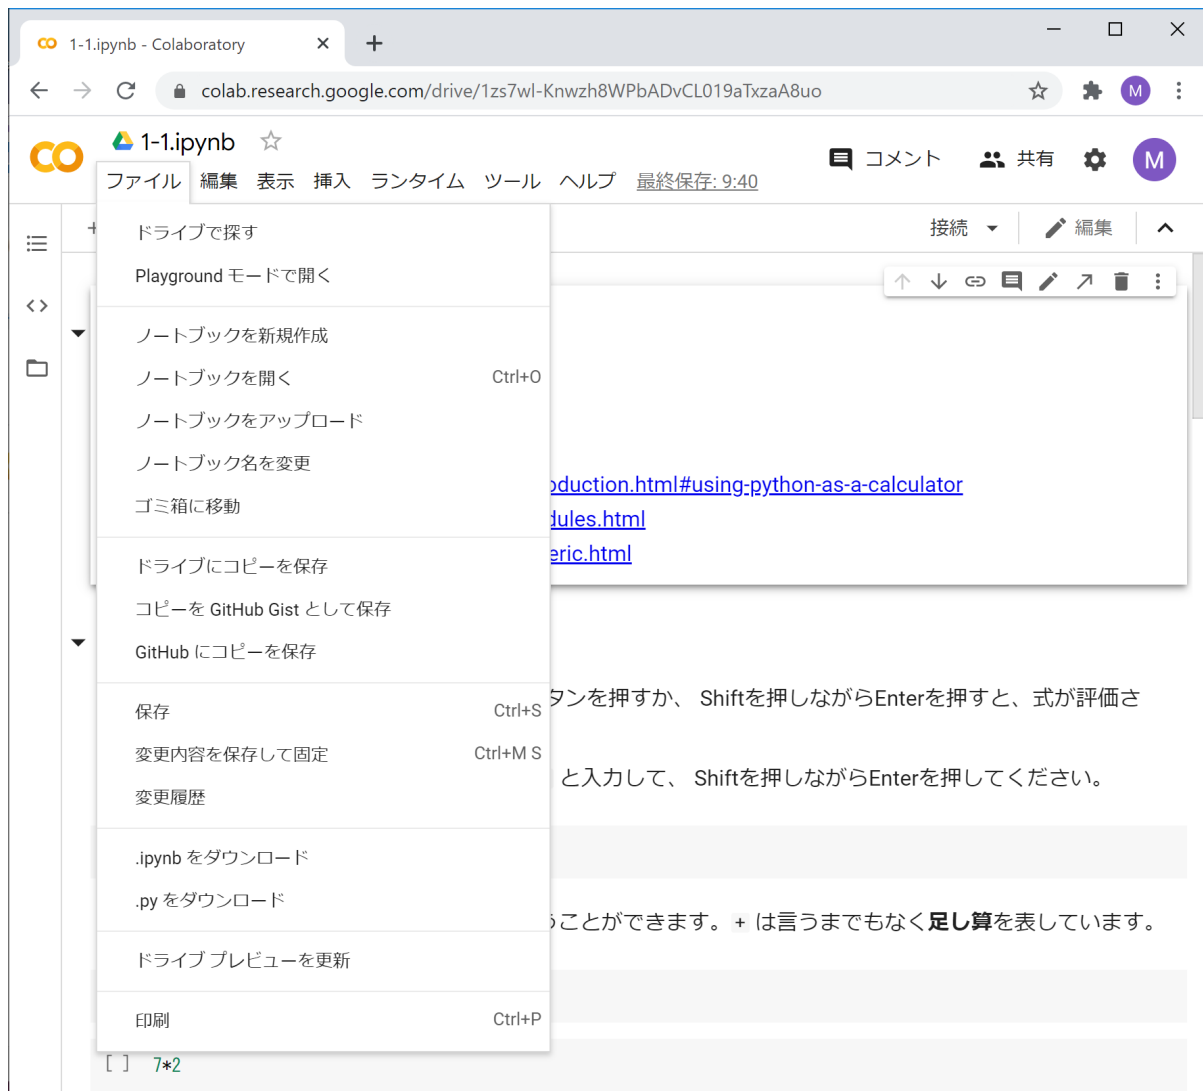 1-1.ipynb - Colaboratory
colab.research.google.com/drive/1zs7wl-Knwzh8WPbADvCL019aTxzaA8uo
M
1-1.ipynb
コメント
共有
M
ファイル 編集 表示 挿入 ランタイム ツール ヘルプ 最終保存: 9:40
接続
編集
ドライブで探す
Playground モードで開く
ノートブックを新規作成
ノートブックを開く Ctrl+O
ノートブックをアップロード
ノートブック名を変更
ゴミ箱に移動
ドライブにコピーを保存
コピーを GitHub Gist として保存
GitHub にコピーを保存
保存 Ctrl+S
変更内容を保存して固定 Ctrl+M S
変更履歴
.ipynb をダウンロード
.py をダウンロード
ドライブ プレビューを更新
印刷 Ctrl+P
oduction.html#using-python-as-a-calculator
dules.html
eric.html
タンを押すか、 Shiftを押しながらEnterを押すと、式が評価さ
と入力して、 Shiftを押しながらEnterを押してください。
うことができます。 + は言うまでもなく足し算を表しています。
[ ] 7*2